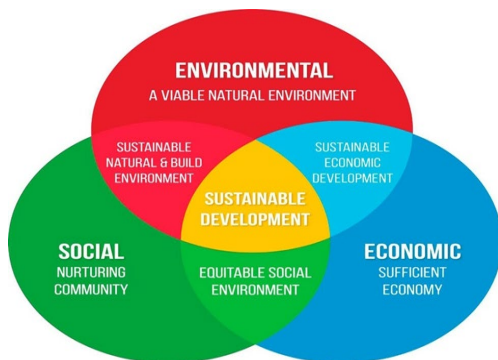 ENVIRONMENTAL
A VIABLE NATURAL ENVIRONMENT
SUSTAINABLE
NATURAL & BUILD
ENVIRONMENT
SUSTAINABLE
ECONOMIC
DEVELOPMENT
SUSTAINABLE
DEVELOPMENT
SOCIAL
NURTURING
COMMUNITY
EQUITABLE SOCIAL
ENVIRONMENT
ECONOMIC
SUFFICIENT
ECONOMY